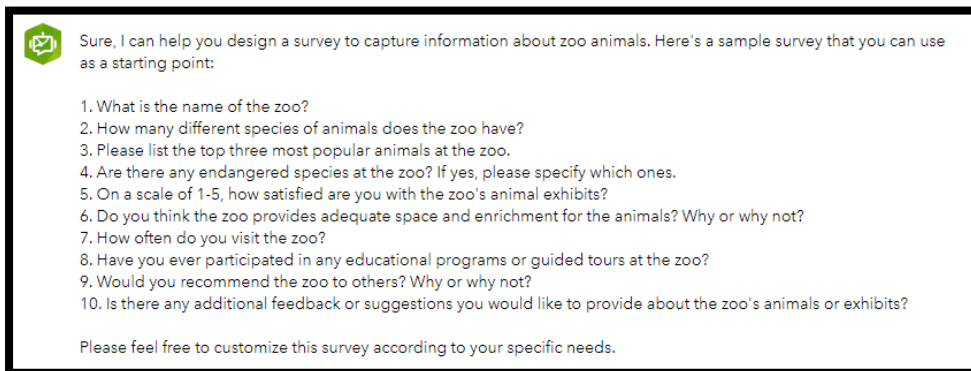 Sure, I can help you design a survey to capture information about zoo animals. Here's a sample survey that you can use
as a starting point:
1. What is the name of the zoo?
2. How many different species of animals does the zoo have?
3. Please list the top three most popular animals at the zoo.
4. Are there any endangered species at the zoo? If yes, please specify which ones.
5. On a scale of 1-5, how satisfied are you with the zoo's animal exhibits?
6. Do you think the zoo provides adequate space and enrichment for the animals? Why or why not?
7. How often do you visit the zoo?
8. Have you ever participated in any educational programs or guided tours at the zoo?
9. Would you recommend the zoo to others? Why or why not?
10. Is there any additional feedback or suggestions you would like to provide about the zoo's animals or exhibits?
Please feel free to customize this survey according to your specific needs.